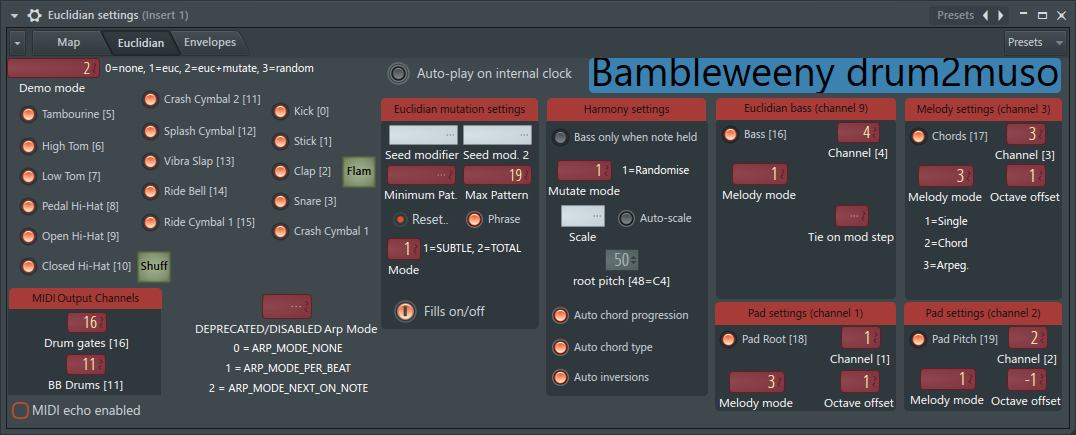 Euclidian settings (Insert 1)
Presets
Map
Euclidian
Envelopes
Presets
2
0=none, 1=euc, 2=euc+mutate, 3=random
Demo mode
Auto-play on internal clock
Bambleweeny drum2muso
Tambourine [5]
High Tom [6]
Low Tom [7]
Pedal Hi-Hat [8]
Open Hi-Hat [9]
Closed Hi-Hat [10]
Shuff
Crash Cymbal 2 [11]
Splash Cymbal [12]
Vibra Slap [13]
Ride Bell [14]
Ride Cymbal 1 [15]
Kick [0]
Stick [1]
Clap [2]
Flam
Snare [3]
Crash Cymbal 1
MIDI Output Channels
16
Drum gates [16]
11
BB Drums [11]
MIDI echo enabled
...
DEPRECATED/DISABLED Arp Mode
0 = ARP_MODE_NONE
1 = ARP_MODE_PER_BEAT
2 = ARP_MODE_NEXT_ON_NOTE
Euclidian mutation settings
... ...
Seed modifier Seed mod. 2
... 19
Minimum Pat. Max Pattern
Reset.. Phrase
1 1=SUBTLE, 2=TOTAL
Mode
Fills on/off
Harmony settings
Bass only when note held
1 1=Randomise
Mutate mode
... Auto-scale
Scale
50
root pitch [48=C4]
Auto chord progression
Auto chord type
Auto inversions
Euclidian bass (channel 9)
Bass [16] 4
Channel [4]
1
Melody mode
...
Tie on mod step
Melody settings (channel 3)
Chords [17] 3
Channel [3]
3 1
Melody mode Octave offset
1=Single
2=Chord
3=Arpeg.
Pad settings (channel 1)
Pad Root [18] 1
Channel [1]
3 1
Melody mode Octave offset
Pad settings (channel 2)
Pad Pitch [19] 2
Channel [2]
1 -1
Melody mode Octave offset